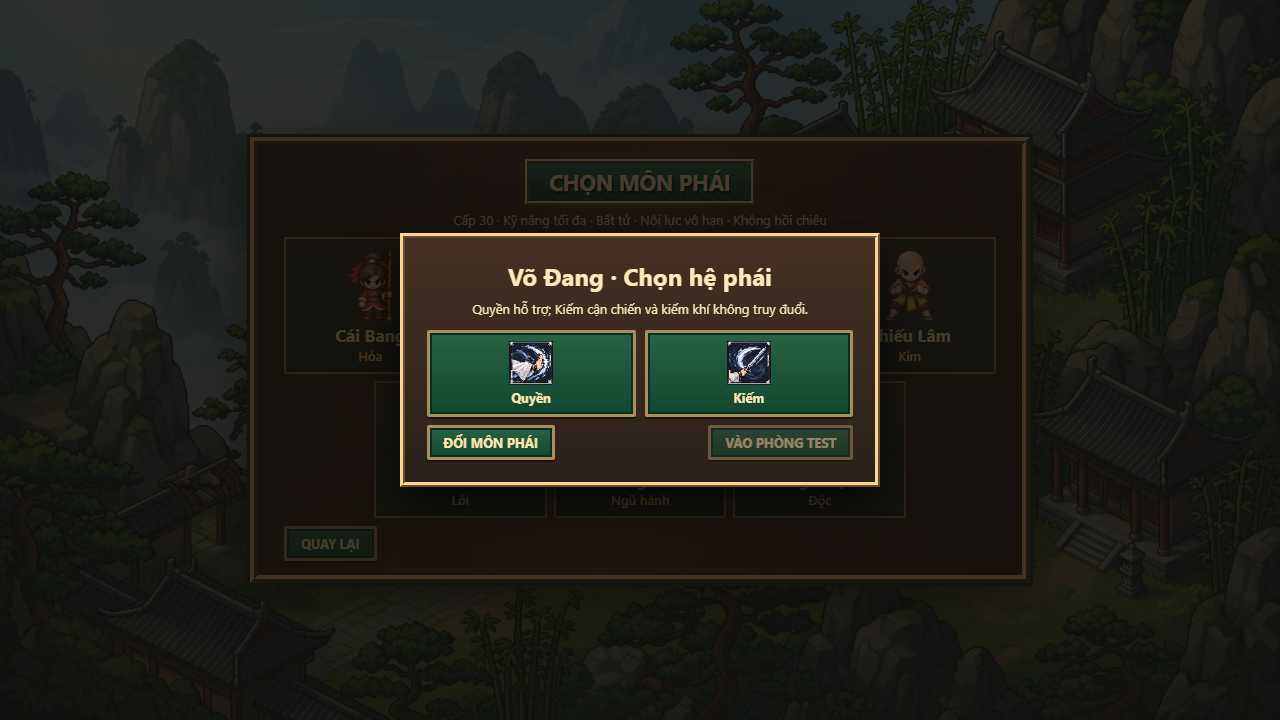 CHỌN MÔN PHÁI
Cấp 30 · Kỹ năng tối đa · Bất tử · Nội lực vô hạn · Không hồi chiêu
Võ Đang · Chọn hệ phái
Quyền hỗ trợ; Kiếm cận chiến và kiếm khí không truy đuổi.
Quyền
Kiếm
ĐỔI MÔN PHÁI
VÀO PHÒNG TEST
Cái Bang
Hỏa
Kim
Lôi
Ngũ hành
Độc
QUAY LẠI